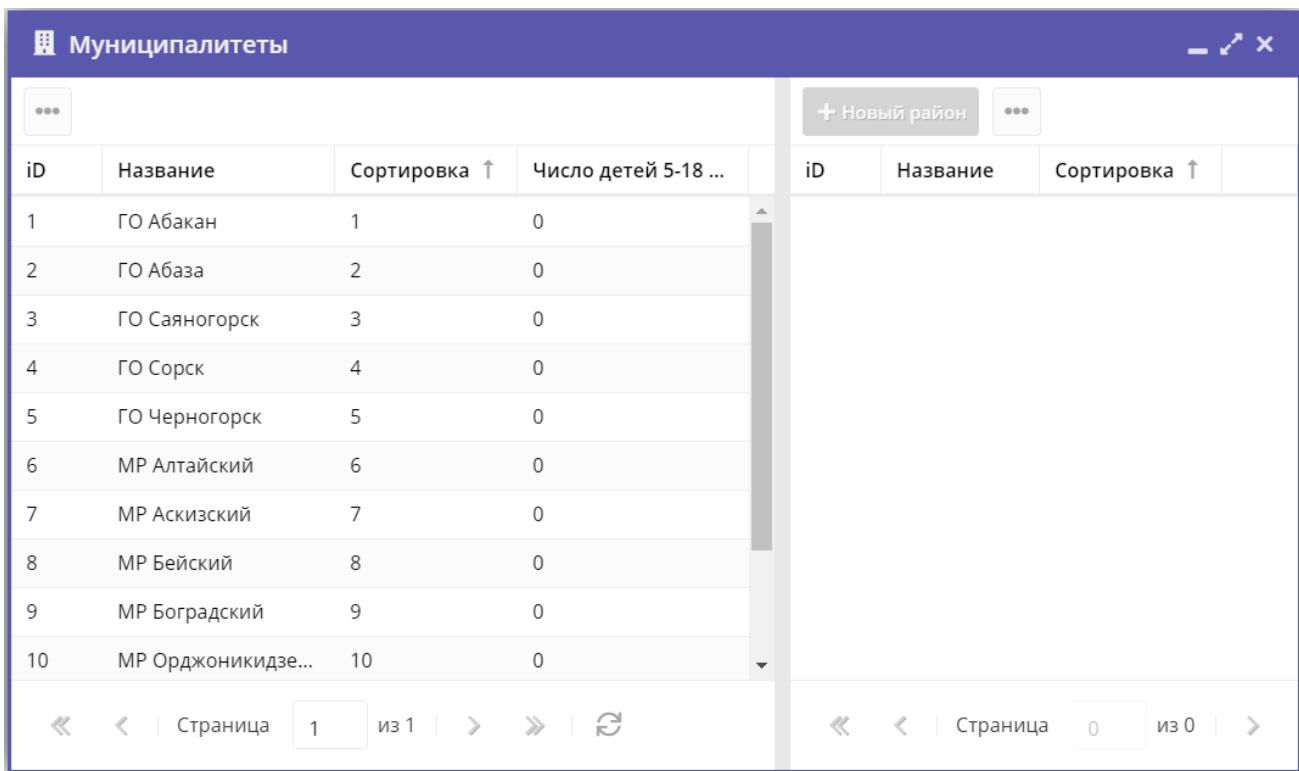 Муниципалитеты
+ Новый район
iD Название Сортировка ↑ Число детей 5-18 ... iD Название Сортировка ↑
1 ГО Абакан 1 0
2 ГО Абаза 2 0
3 ГО Саяногорск 3 0
4 ГО Сорск 4 0
5 ГО Черногорск 5 0
6 МР Алтайский 6 0
7 МР Аскизский 7 0
8 МР Бейский 8 0
9 МР Боградский 9 0
10 МР Орджоникидзе... 10 0
Страница 1 из 1 Страница 0 из 0